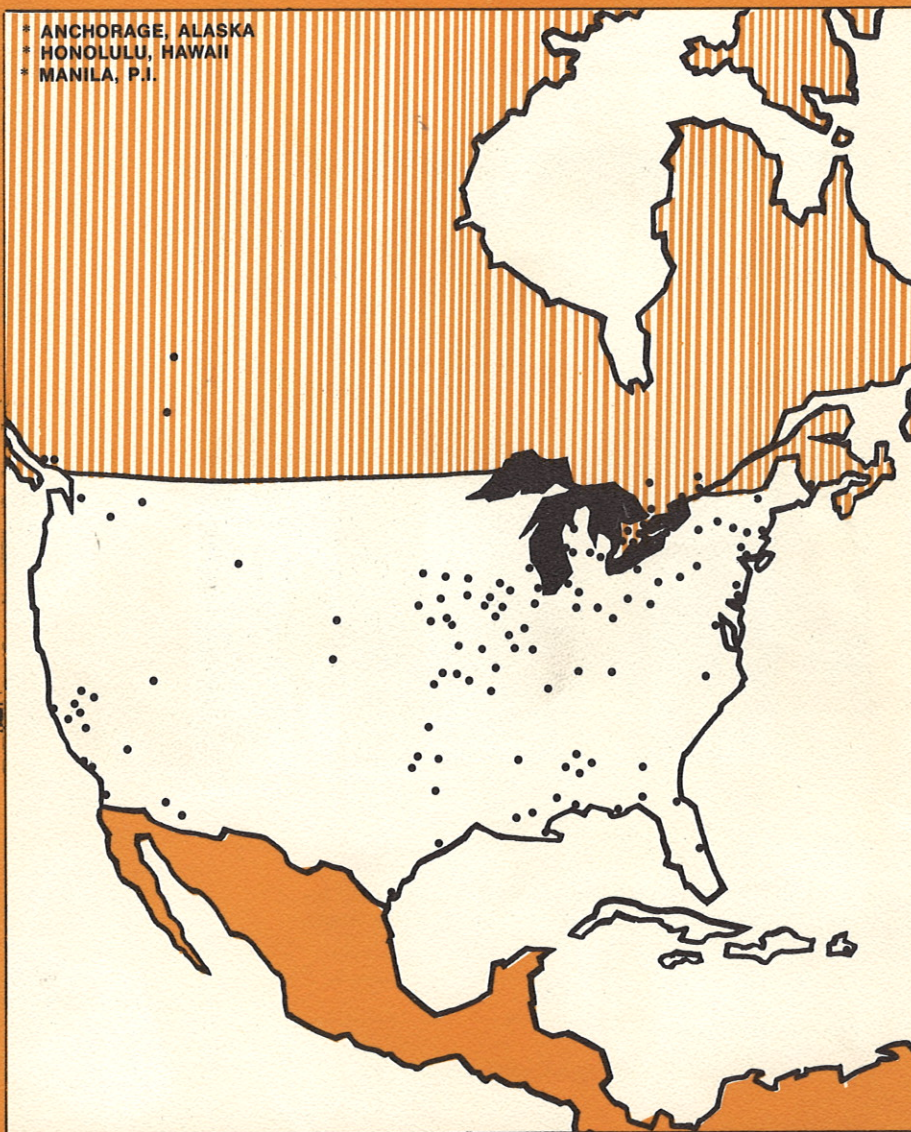 * ANCHORAGE, ALASKA
* HONOLULU, HAWAII
* MANILA, P.I.